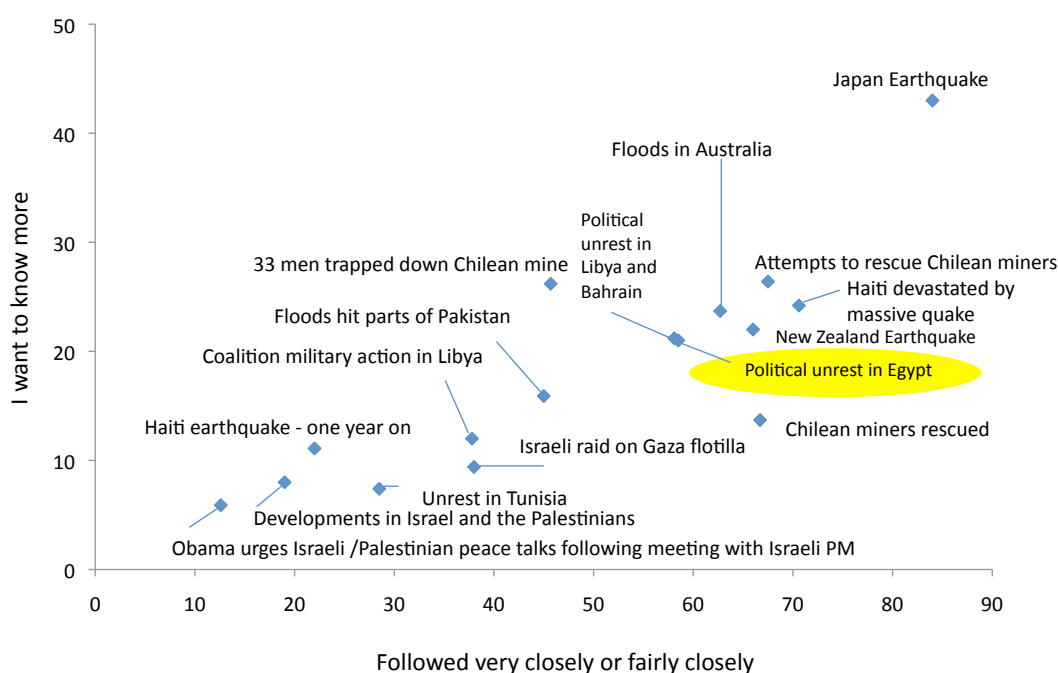 50
Japan Earthquake
40
Floods in Australia
Political
unrest in
Libya and
Bahrain
30
33 men trapped down Chilean mine
Attempts to rescue Chilean miners
Haiti devastated by
massive quake
Floods hit parts of Pakistan
New Zealand Earthquake
Coalition military action in Libya
20
Political unrest in Egypt
Haiti earthquake - one year on
Chilean miners rescued
Israeli raid on Gaza flotilla
10
Unrest in Tunisia
Developments in Israel and the Palestinians
Obama urges Israeli /Palestinian peace talks following meeting with Israeli PM
0
I want to know more
0 10 20 30 40 50 60 70 80 90
Followed very closely or fairly closely